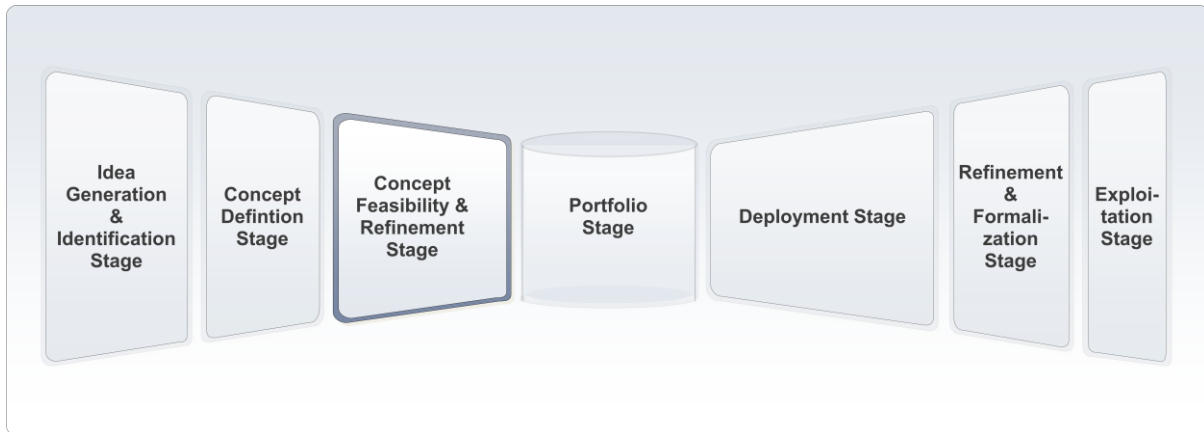 Idea
Generation
&
Identification
Stage
Concept
Defintion
Stage
Concept
Feasibility &
Refinement
Stage
Portfolio
Stage
Deployment Stage
Refinement
&
Formali-
zation
Stage
Exploi-
tation
Stage